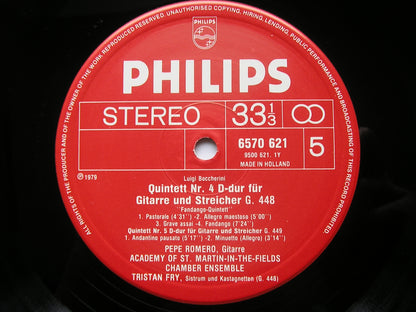 ALL RIGHTS OF THE PRODUCER AND OF THE OWNER OF THE WORK REPRODUCED RESERVED. UNAUTHORISED COPYING, HIRING, LENDING, PUBLIC PERFORMANCE AND BROADCASTING OF THIS RECORD PROHIBITED
PHILIPS
PHILIPS
STEREO 33 1/3
6570 621
9500 621.1Y
MADE IN HOLLAND
5
℗ 1979
Luigi Boccherini
Quintett Nr. 4 D-dur für
Gitarre und Streicher G. 448
"Fandango-Quintett"
1. Pastorale (4'31") -2. Allegro maestoso (5'00")
3. Grave assai -4. Fandango (7'24")
Quintett Nr. 5 D-dur für Gitarre und Streicher G. 449
1. Andantino pausato (5'17") -2. Minuetto (Allegro) (3'14")
PEPE ROMERO, Gitarre
ACADEMY OF ST. MARTIN-IN-THE-FIELDS
CHAMBER ENSEMBLE
TRISTAN FRY, Sistrum und Kastagnetten (G. 448)